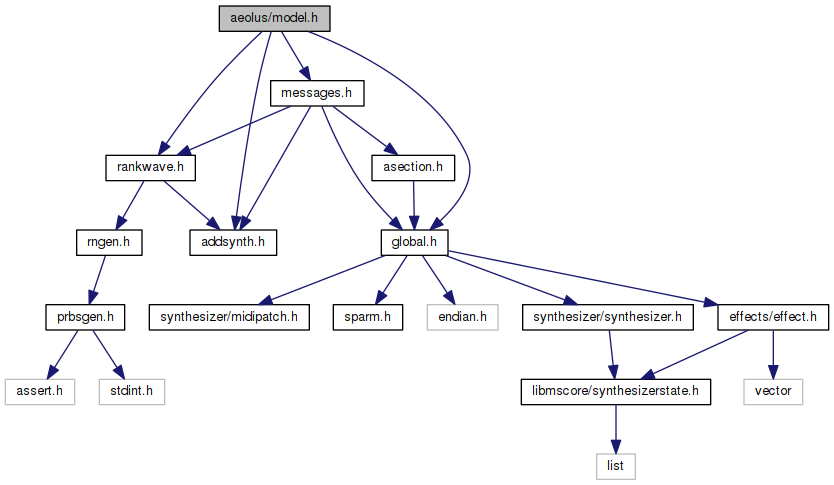 aeolus/model.h
messages.h
rankwave.h
asection.h
rngen.h
addsynth.h
global.h
prbsgen.h
synthesizer/midipatch.h
sparm.h
endian.h
synthesizer/synthesizer.h
effects/effect.h
assert.h
stdint.h
libmscore/synthesizerstate.h
vector
list